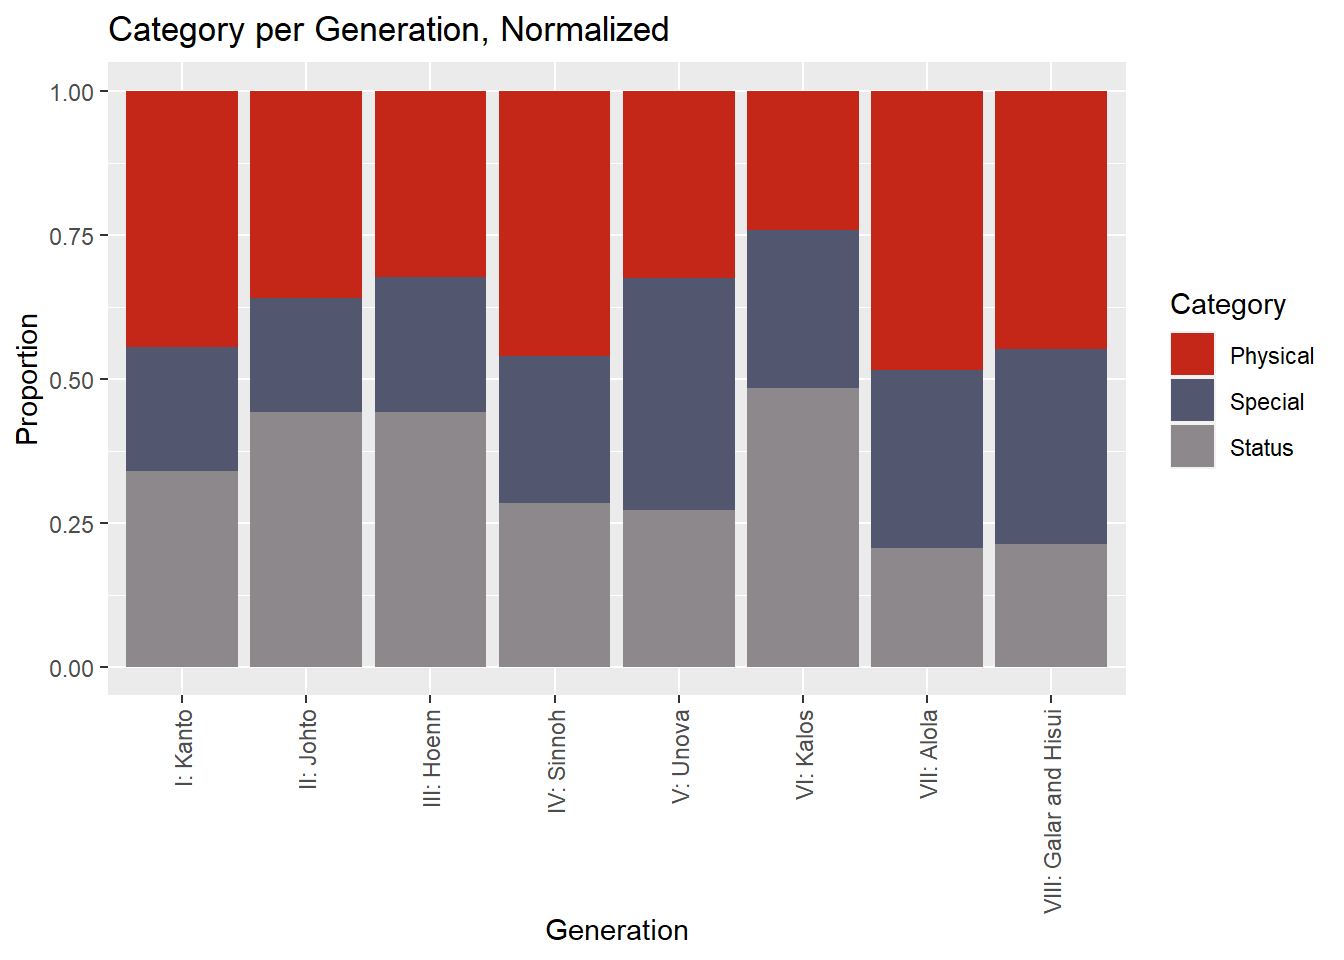 Category per Generation, Normalized
1.00
0.75
0.50
0.25
0.00
Proportion
I: Kanto
II: Johto
III: Hoenn
IV: Sinnoh
V: Unova
VI: Kalos
VII: Alola
VIII: Galar and Hisui
Generation
Category
Physical
Special
Status